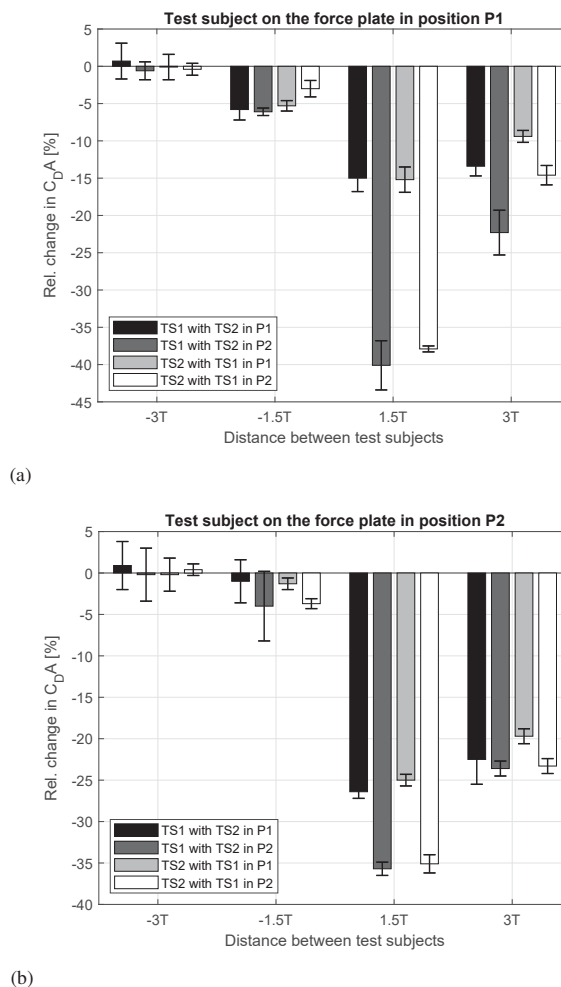 Test subject on the force plate in position P1
5
0
-5
-10
-15
-20
-25
-30
-35
-40
-45
Rel. change in C_DA [%]
TS1 with TS2 in P1
TS1 with TS2 in P2
TS2 with TS1 in P1
TS2 with TS1 in P2
-3T
-1.5T
1.5T
3T
Distance between test subjects
(a)
Test subject on the force plate in position P2
5
0
-5
-10
-15
-20
-25
-30
-35
-40
Rel. change in C_DA [%]
TS1 with TS2 in P1
TS1 with TS2 in P2
TS2 with TS1 in P1
TS2 with TS1 in P2
-3T
-1.5T
1.5T
3T
Distance between test subjects
(b)